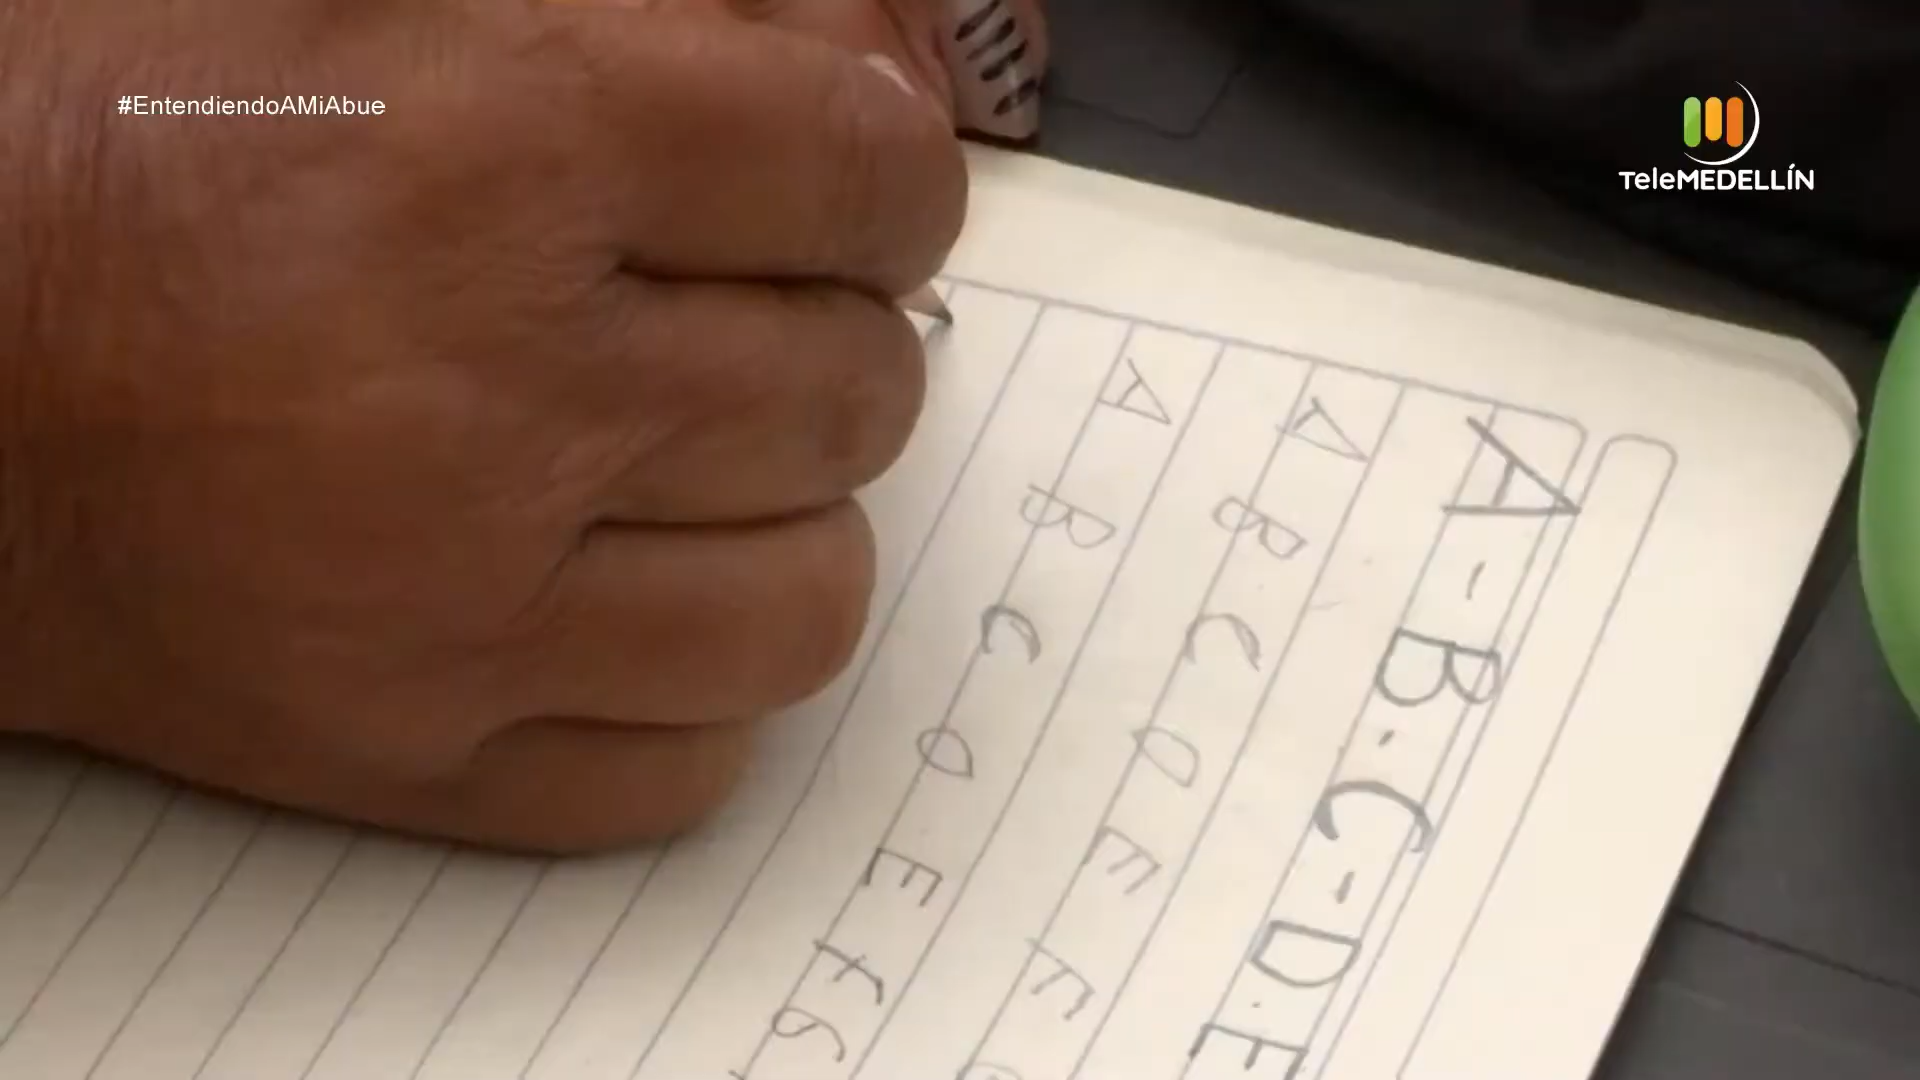 #EntendiendoAMiAbue
TeleMEDELLÍN
A-B-C-D-E
A B C D E F
A B C D E f G